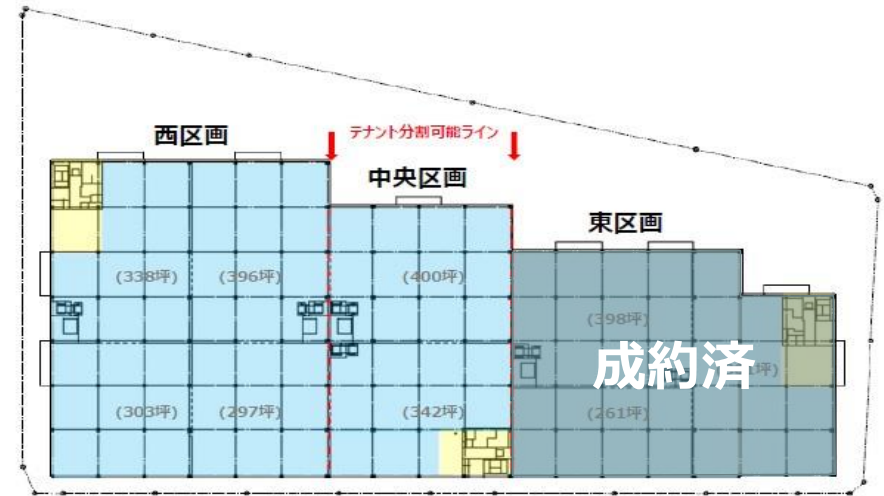 西区画
テナント分割可能ライン
中央区画
東区画
(338坪)
(396坪)
(400坪)
(398坪)
成約済
坪)
(303坪)
(297坪)
(342坪)
(261坪)